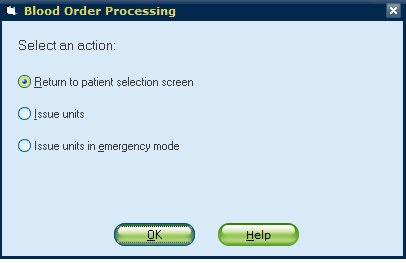 Blood Order Processing
Select an action:
Return to patient selection screen
Issue units
Issue units in emergency mode
OK
Help